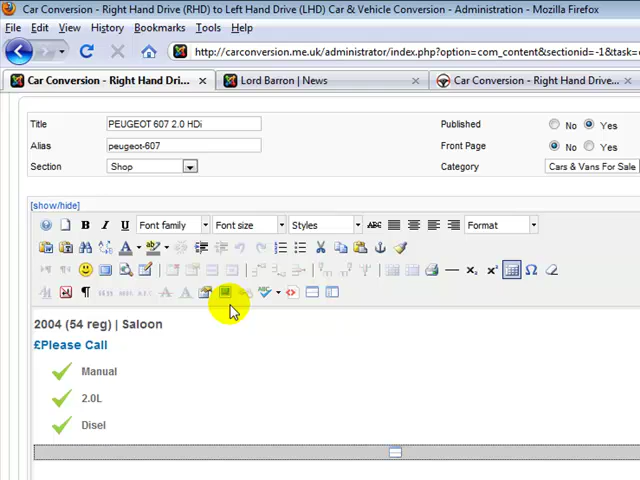 Car Conversion - Right Hand Drive (RHD) to Left Hand Drive (LHD) Car & Vehicle Conversion - Administration - Mozilla Firefox
File Edit View History Bookmarks Tools Help
http://carconversion.me.uk/administrator/index.php?option=com_content&sectionid=-1&task=
Car Conversion - Right Hand Dri... Lord Barron | News Car Conversion - Right Hand Drive...
Title PEUGEOT 607 2.0 HDi Published No Yes
Alias peugeot-607 Front Page No Yes
Section Shop Category Cars & Vans For Sale
[show/hide]
B I U Font family Font size Styles ABC Format
2004 (54 reg) | Saloon
£Please Call
Manual
2.0L
Disel